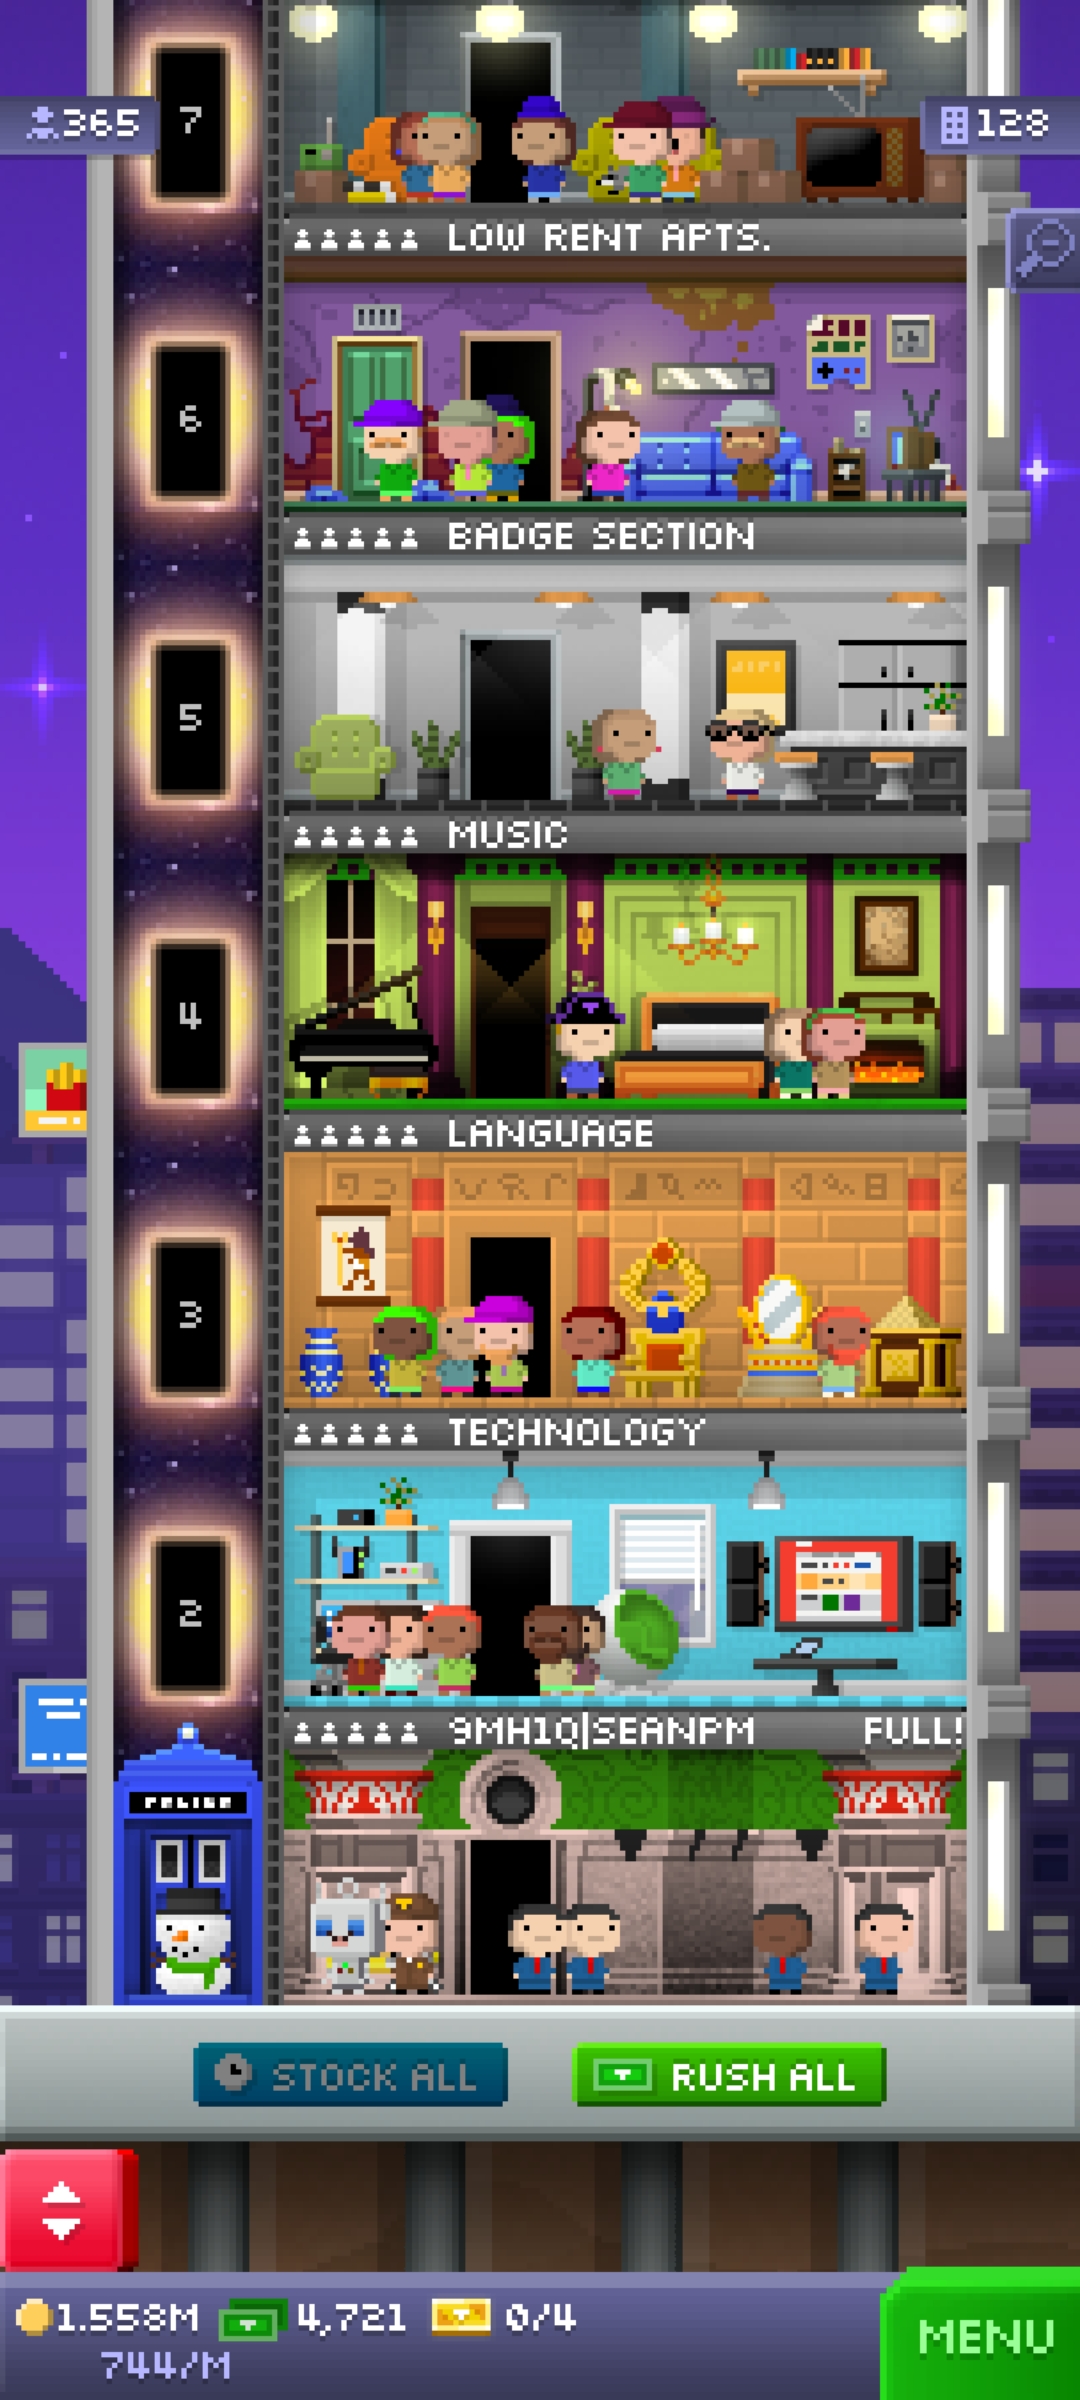 7
365
128
LOW RENT APTS.
6
BADGE SECTION
5
MUSIC
4
LANGUAGE
3
TECHNOLOGY
2
9MH1Q|SEANPM FULL!
POLICE
STOCK ALL RUSH ALL
1.558M 4,721 0/4
744/M
MENU